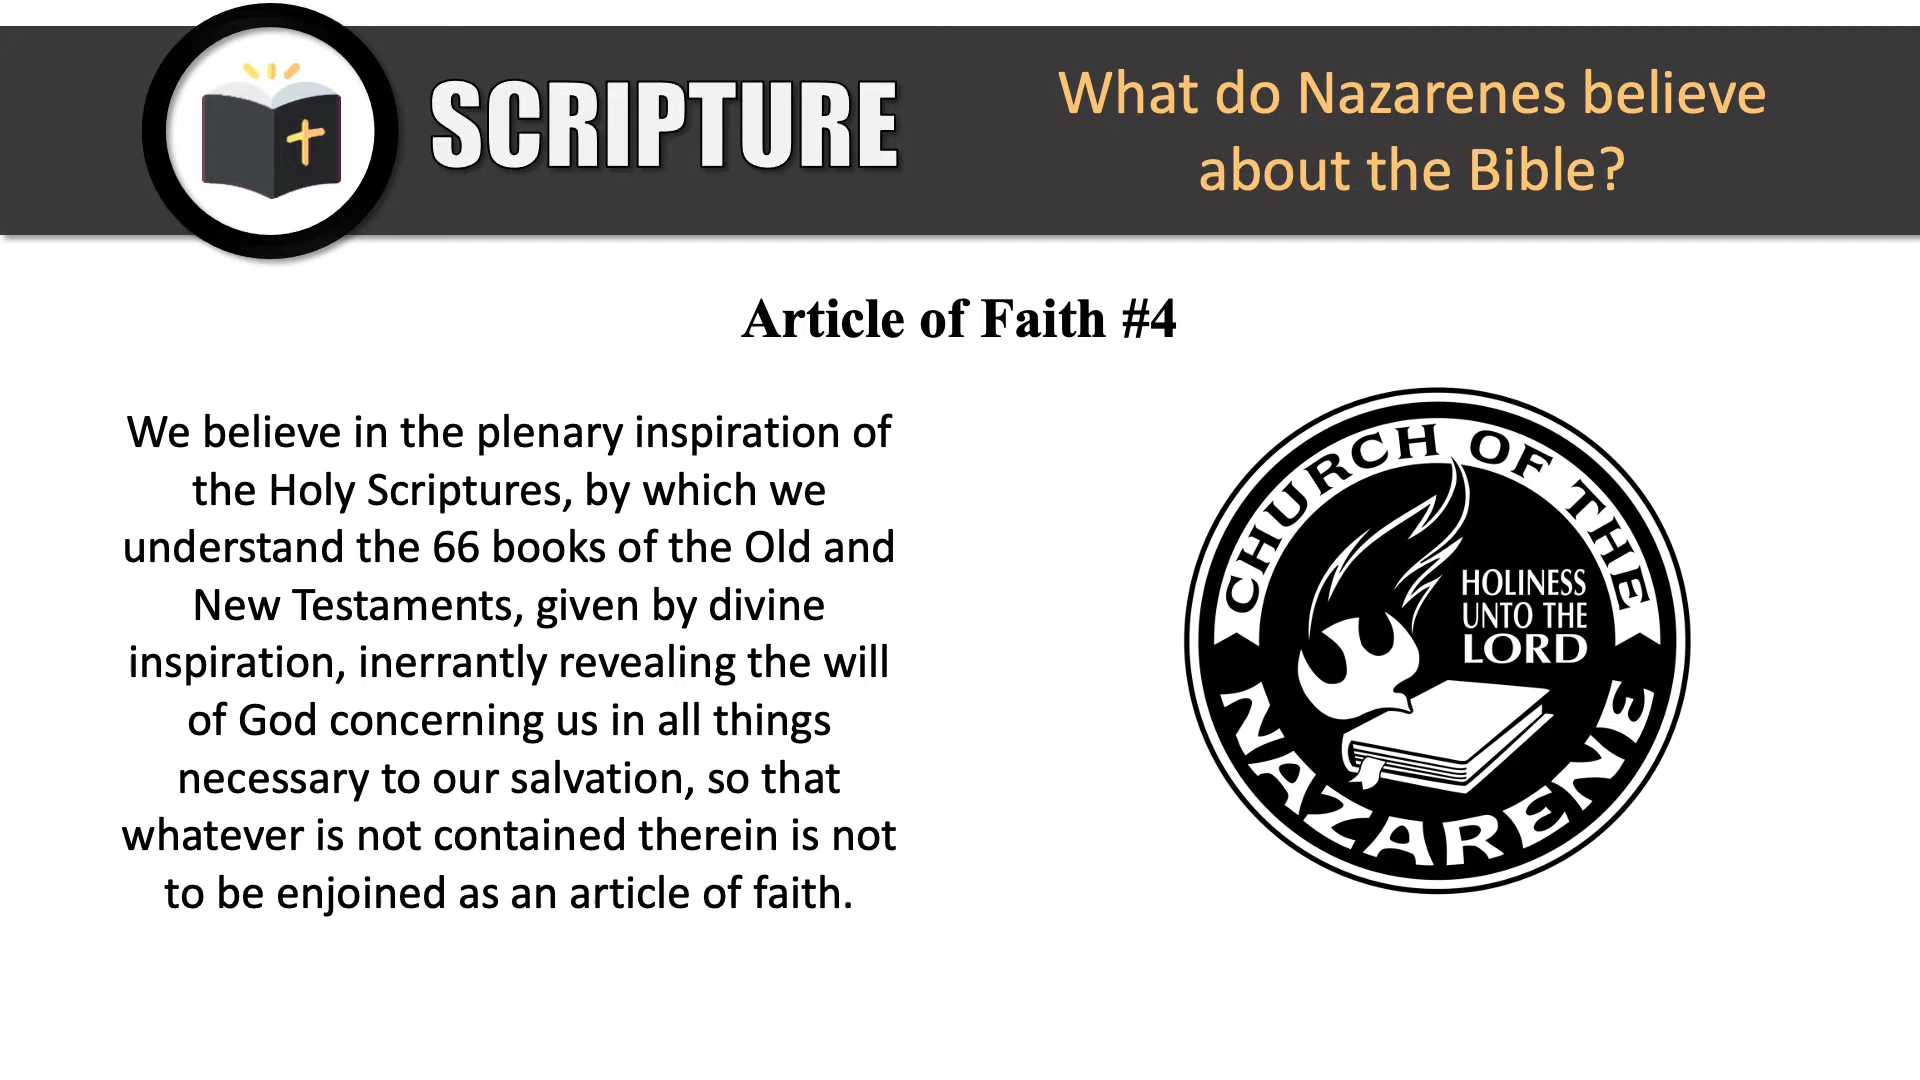 SCRIPTURE
What do Nazarenes believe
about the Bible?
Article of Faith #4
We believe in the plenary inspiration of
the Holy Scriptures, by which we
understand the 66 books of the Old and
New Testaments, given by divine
inspiration, inerrantly revealing the will
of God concerning us in all things
necessary to our salvation, so that
whatever is not contained therein is not
to be enjoined as an article of faith.
CHURCH OF THE
HOLINESS
UNTO THE
LORD
NAZARENE